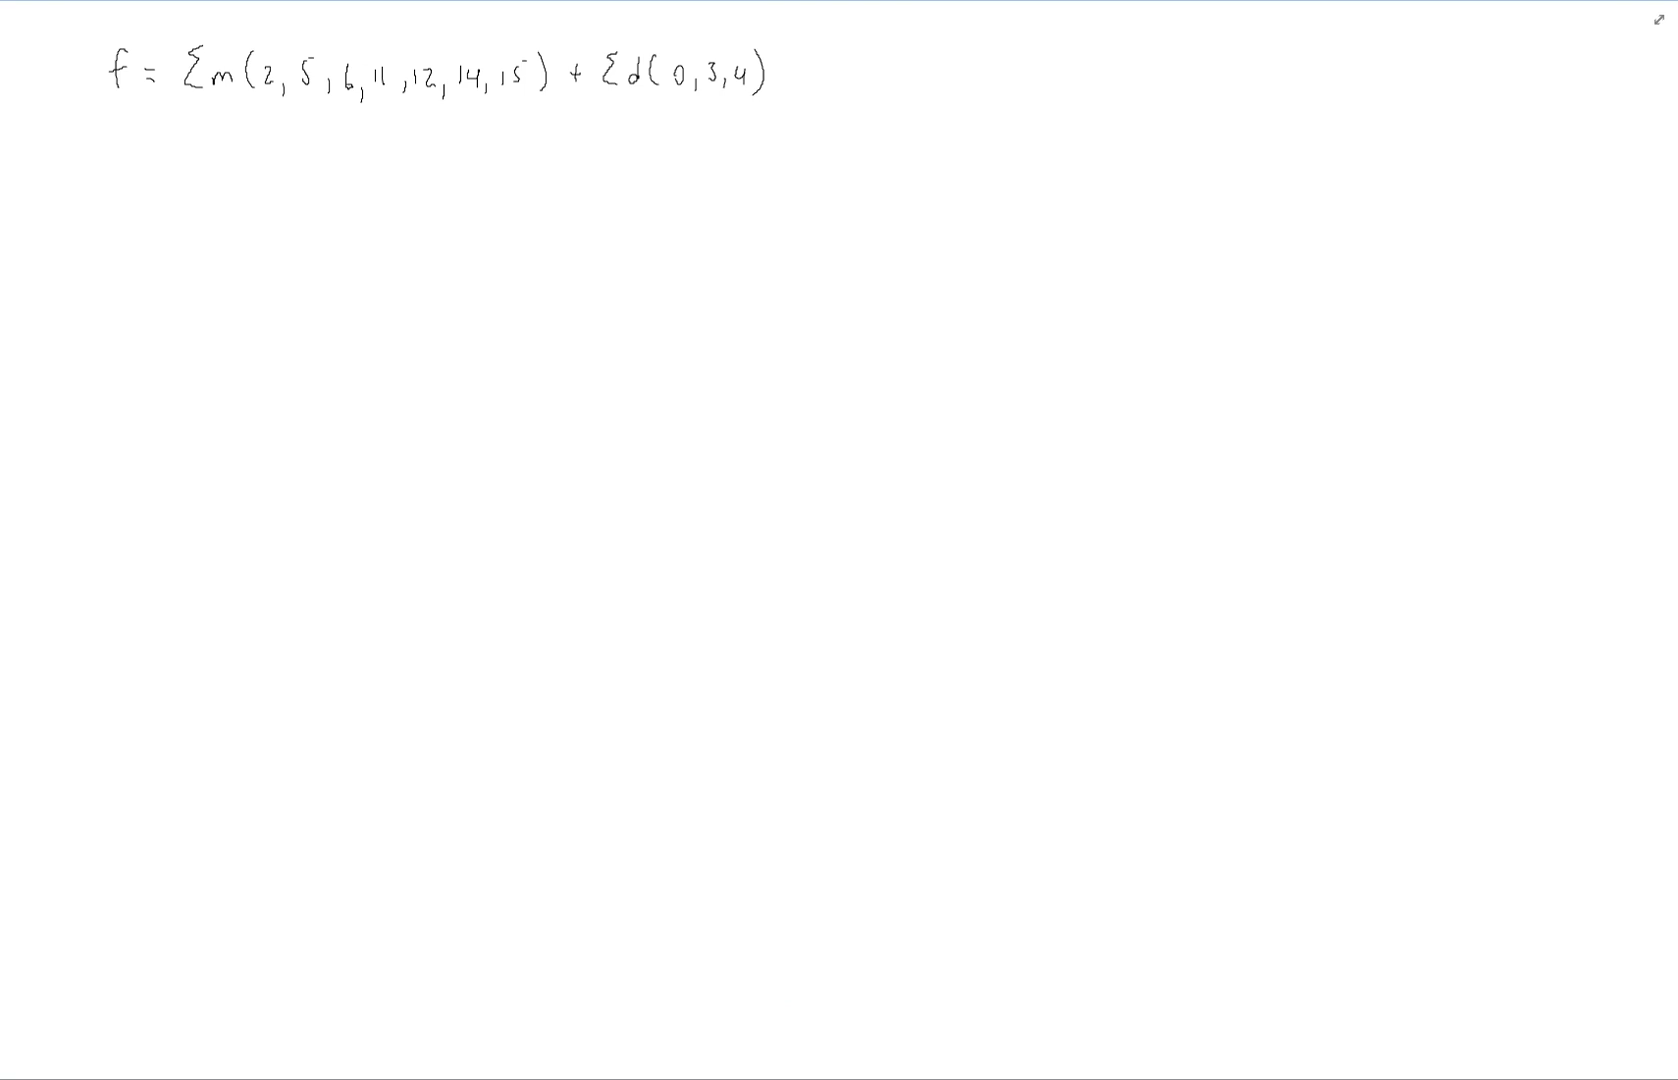 f = Σm(2, 5, 6, 11, 12, 14, 15) + Σd(0, 3, 4)